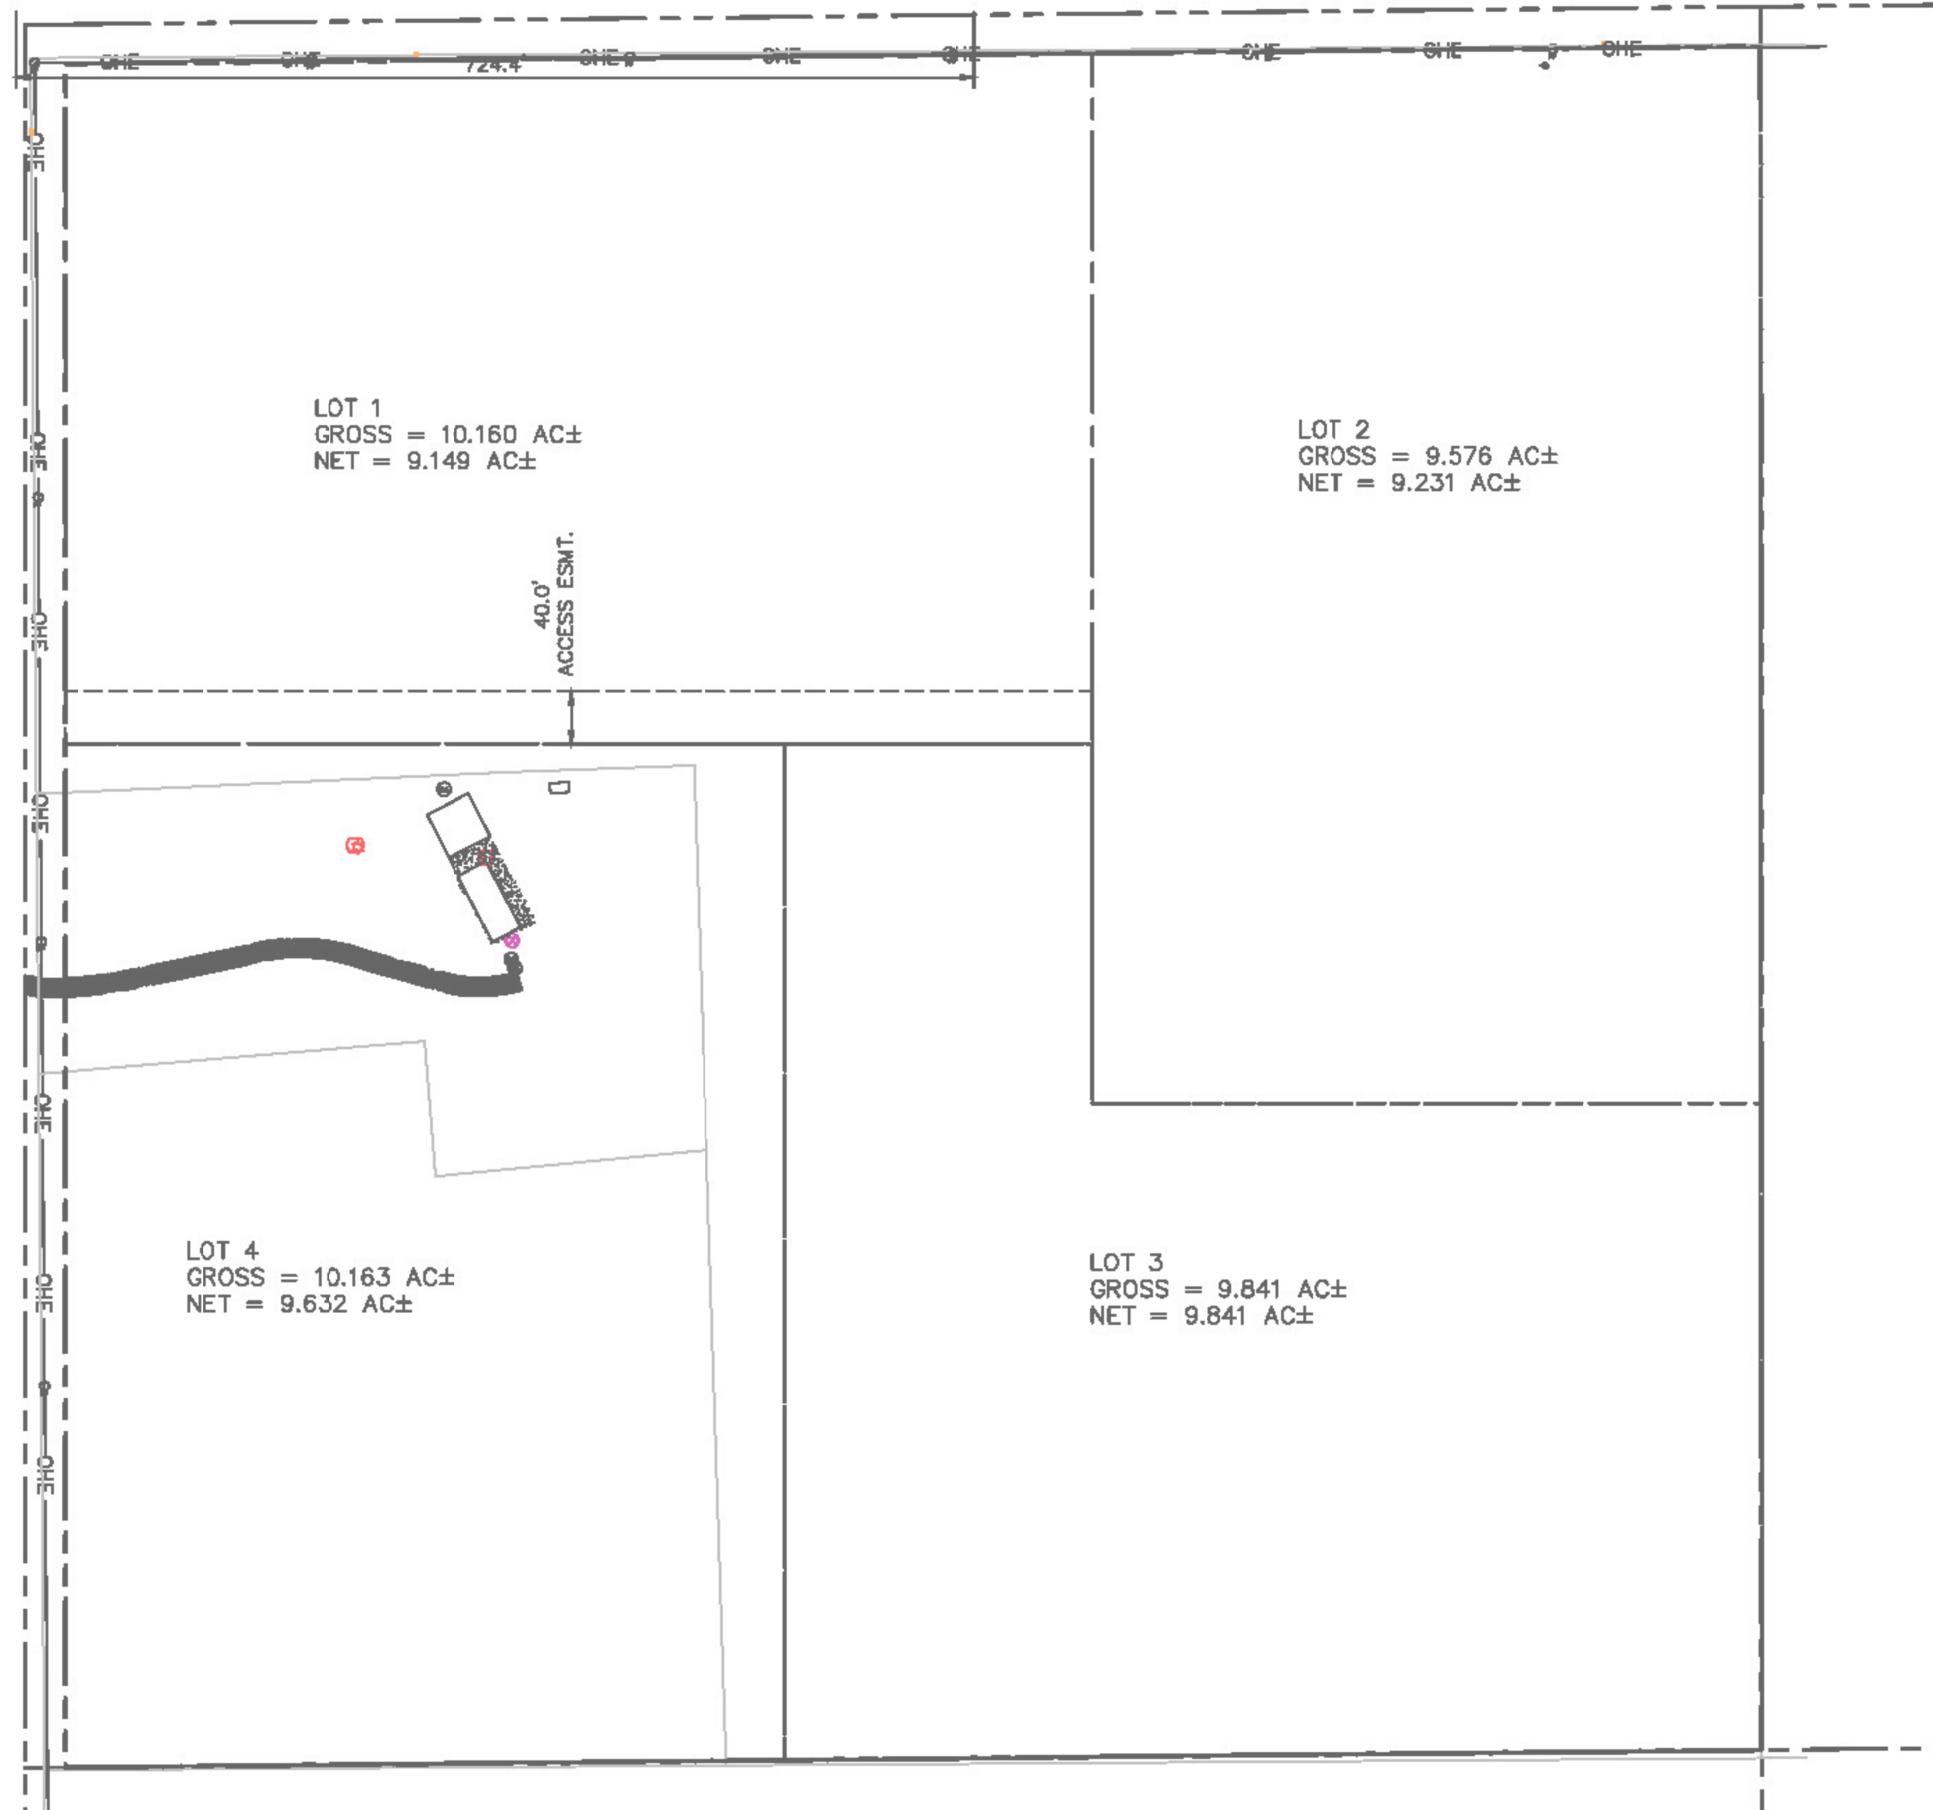 OHE OHE OHE OHE OHE OHE OHE OHE
724.4
OHE
LOT 1
GROSS = 10.160 AC±
NET = 9.149 AC±
LOT 2
GROSS = 9.576 AC±
NET = 9.231 AC±
OHE
40.0'
ACCESS ESMT.
OHE
OHE
OHE
LOT 4
GROSS = 10.163 AC±
NET = 9.632 AC±
LOT 3
GROSS = 9.841 AC±
NET = 9.841 AC±
OHE
OHE